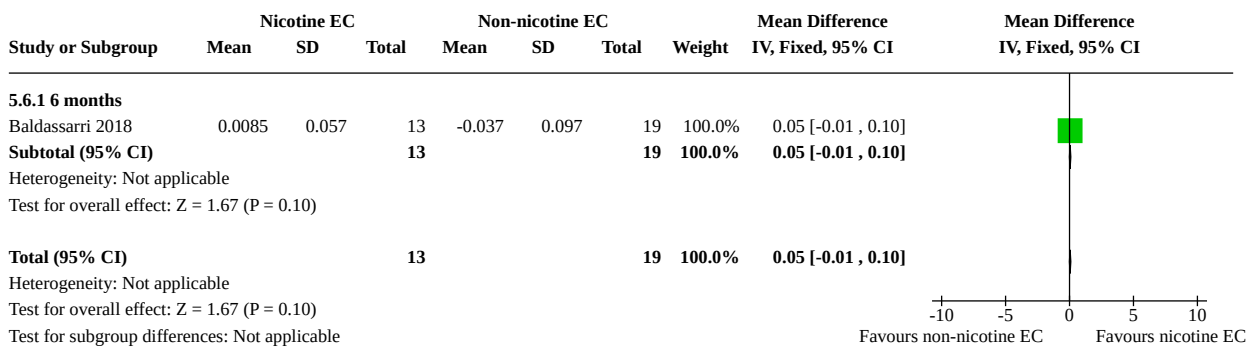 Nicotine EC Non-nicotine EC Mean Difference Mean Difference
Study or Subgroup Mean SD Total Mean SD Total Weight IV, Fixed, 95% CI IV, Fixed, 95% CI
5.6.1 6 months
Baldassarri 2018 0.0085 0.057 13 -0.037 0.097 19 100.0% 0.05 [-0.01 , 0.10]
Subtotal (95% CI) 13 19 100.0% 0.05 [-0.01 , 0.10]
Heterogeneity: Not applicable
Test for overall effect: Z = 1.67 (P = 0.10)
Total (95% CI) 13 19 100.0% 0.05 [-0.01 , 0.10]
Heterogeneity: Not applicable
Test for overall effect: Z = 1.67 (P = 0.10) -10 -5 0 5 10
Test for subgroup differences: Not applicable Favours non-nicotine EC Favours nicotine EC